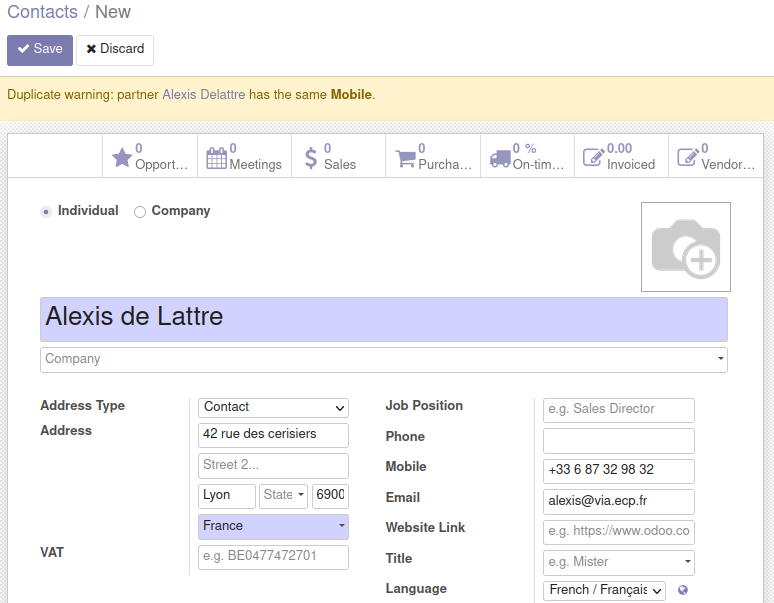 Contacts / New
Save Discard
Duplicate warning: partner Alexis Delattre has the same Mobile.
0 Opport...
0 Meetings
0 Sales
0 Purcha...
0 % On-tim...
0.00 Invoiced
0 Vendor...
Individual Company
Alexis de Lattre
Company
Address Type Contact
Address 42 rue des cerisiers
Street 2...
Lyon State 6900
France
VAT e.g. BE0477472701
Job Position e.g. Sales Director
Phone
Mobile +33 6 87 32 98 32
Email alexis@via.ecp.fr
Website Link e.g. https://www.odoo.co
Title e.g. Mister
Language French / Français